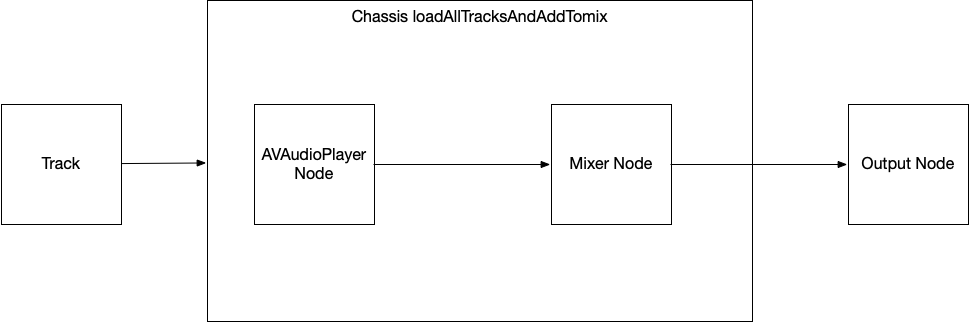 Chassis loadAllTracksAndAddTomix
Track
AVAudioPlayer
Node
Mixer Node
Output Node